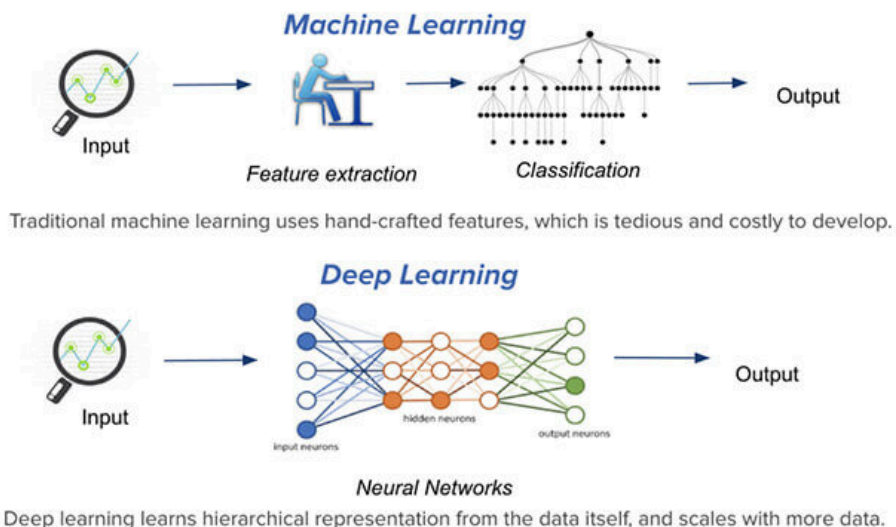 Machine Learning
Input
Feature extraction
Classification
Output
Traditional machine learning uses hand-crafted features, which is tedious and costly to develop.
Deep Learning
Input
input neurons
hidden neurons
output neurons
Output
Neural Networks
Deep learning learns hierarchical representation from the data itself, and scales with more data.